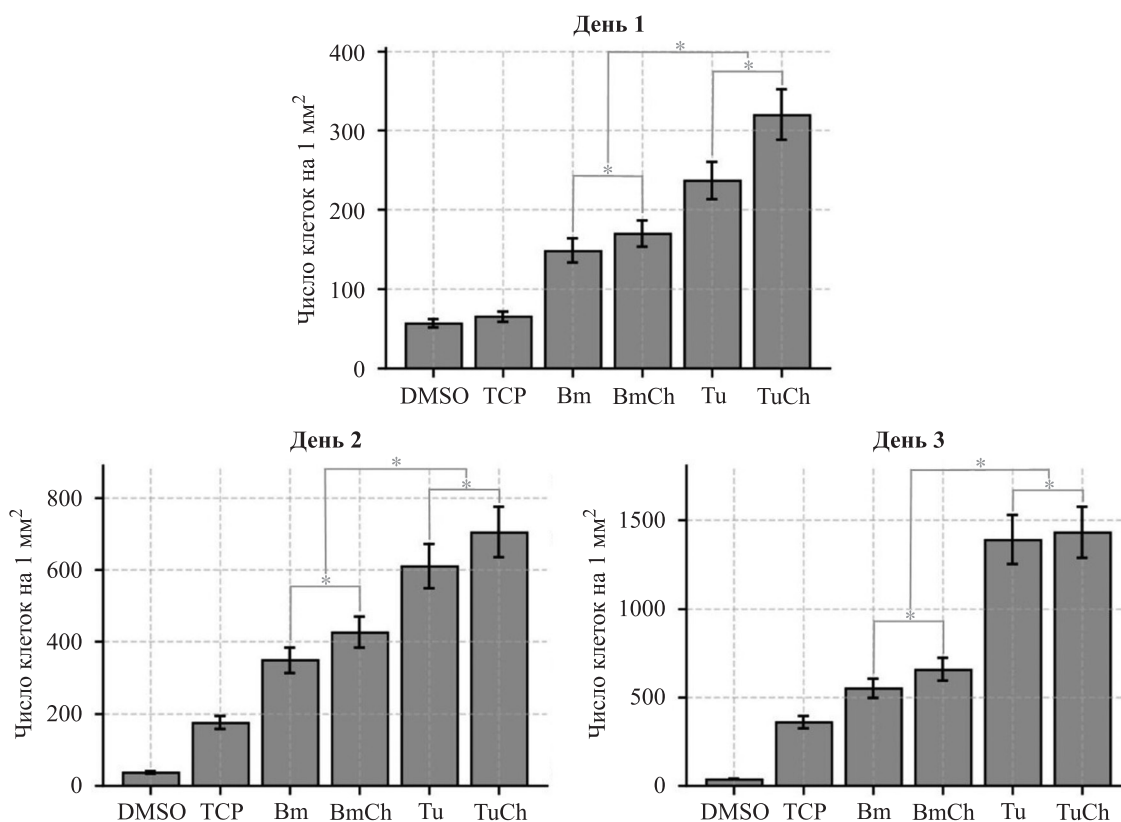 День 1
Число клеток на 1 мм²
400
300
200
100
0
*
*
*
DMSO TCP Bm BmCh Tu TuCh
День 2
Число клеток на 1 мм²
800
600
400
200
0
*
*
*
DMSO TCP Bm BmCh Tu TuCh
День 3
Число клеток на 1 мм²
1500
1000
500
0
*
*
*
DMSO TCP Bm BmCh Tu TuCh